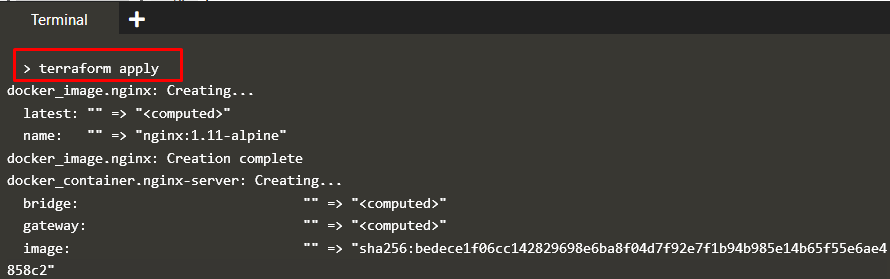 Terminal +
> terraform apply
docker_image.nginx: Creating...
  latest: "" => "<computed>"
  name:   "" => "nginx:1.11-alpine"
docker_image.nginx: Creation complete
docker_container.nginx-server: Creating...
  bridge:                            "" => "<computed>"
  gateway:                           "" => "<computed>"
  image:                             "" => "sha256:bedece1f06cc142829698e6ba8f04d7f92e7f1b94b985e14b65f55e6ae4
858c2"